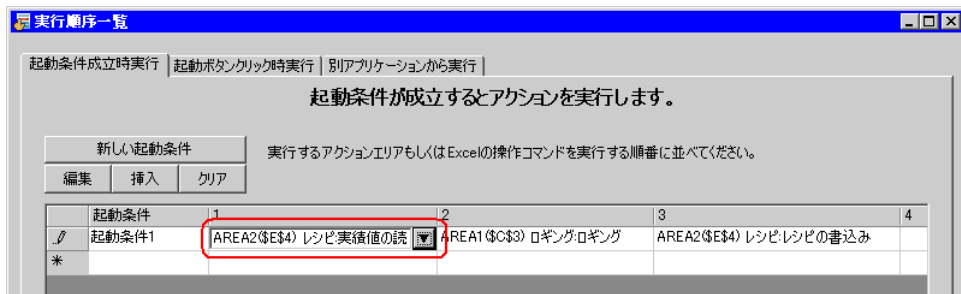 実行順序一覧
起動条件成立時実行 起動ボタンクリック時実行 別アプリケーションから実行
起動条件が成立するとアクションを実行します。
新しい起動条件
実行するアクションエリアもしくはExcelの操作コマンドを実行する順番に並べてください。
編集 挿入 クリア
起動条件 1 2 3 4
起動条件1 AREA2($E$4) レシピ:実績値の読 AREA1($C$3) ロギング:ロギング AREA2($E$4) レシピ:レシピの書込み
*